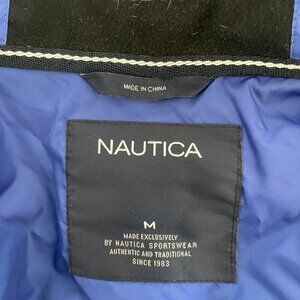 MADE IN CHINA
NAUTICA
M
MADE EXCLUSIVELY
BY NAUTICA SPORTSWEAR
AUTHENTIC AND TRADITIONAL
SINCE 1983